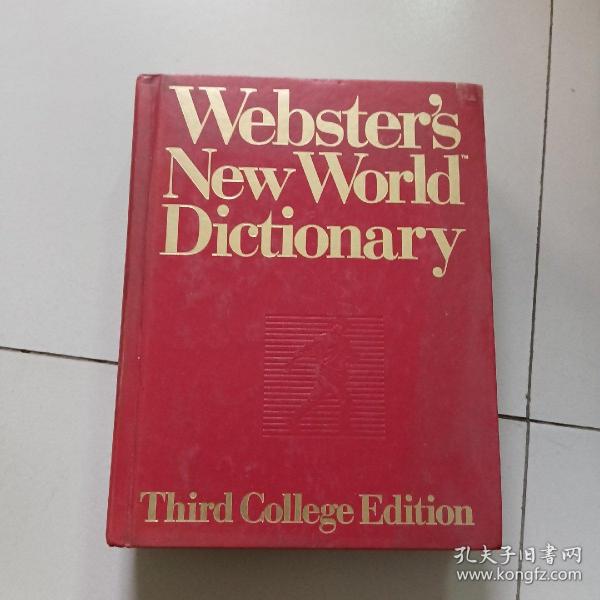 Webster's
New World™
Dictionary
Third College Edition
孔夫子旧书网
www.kongfz.com